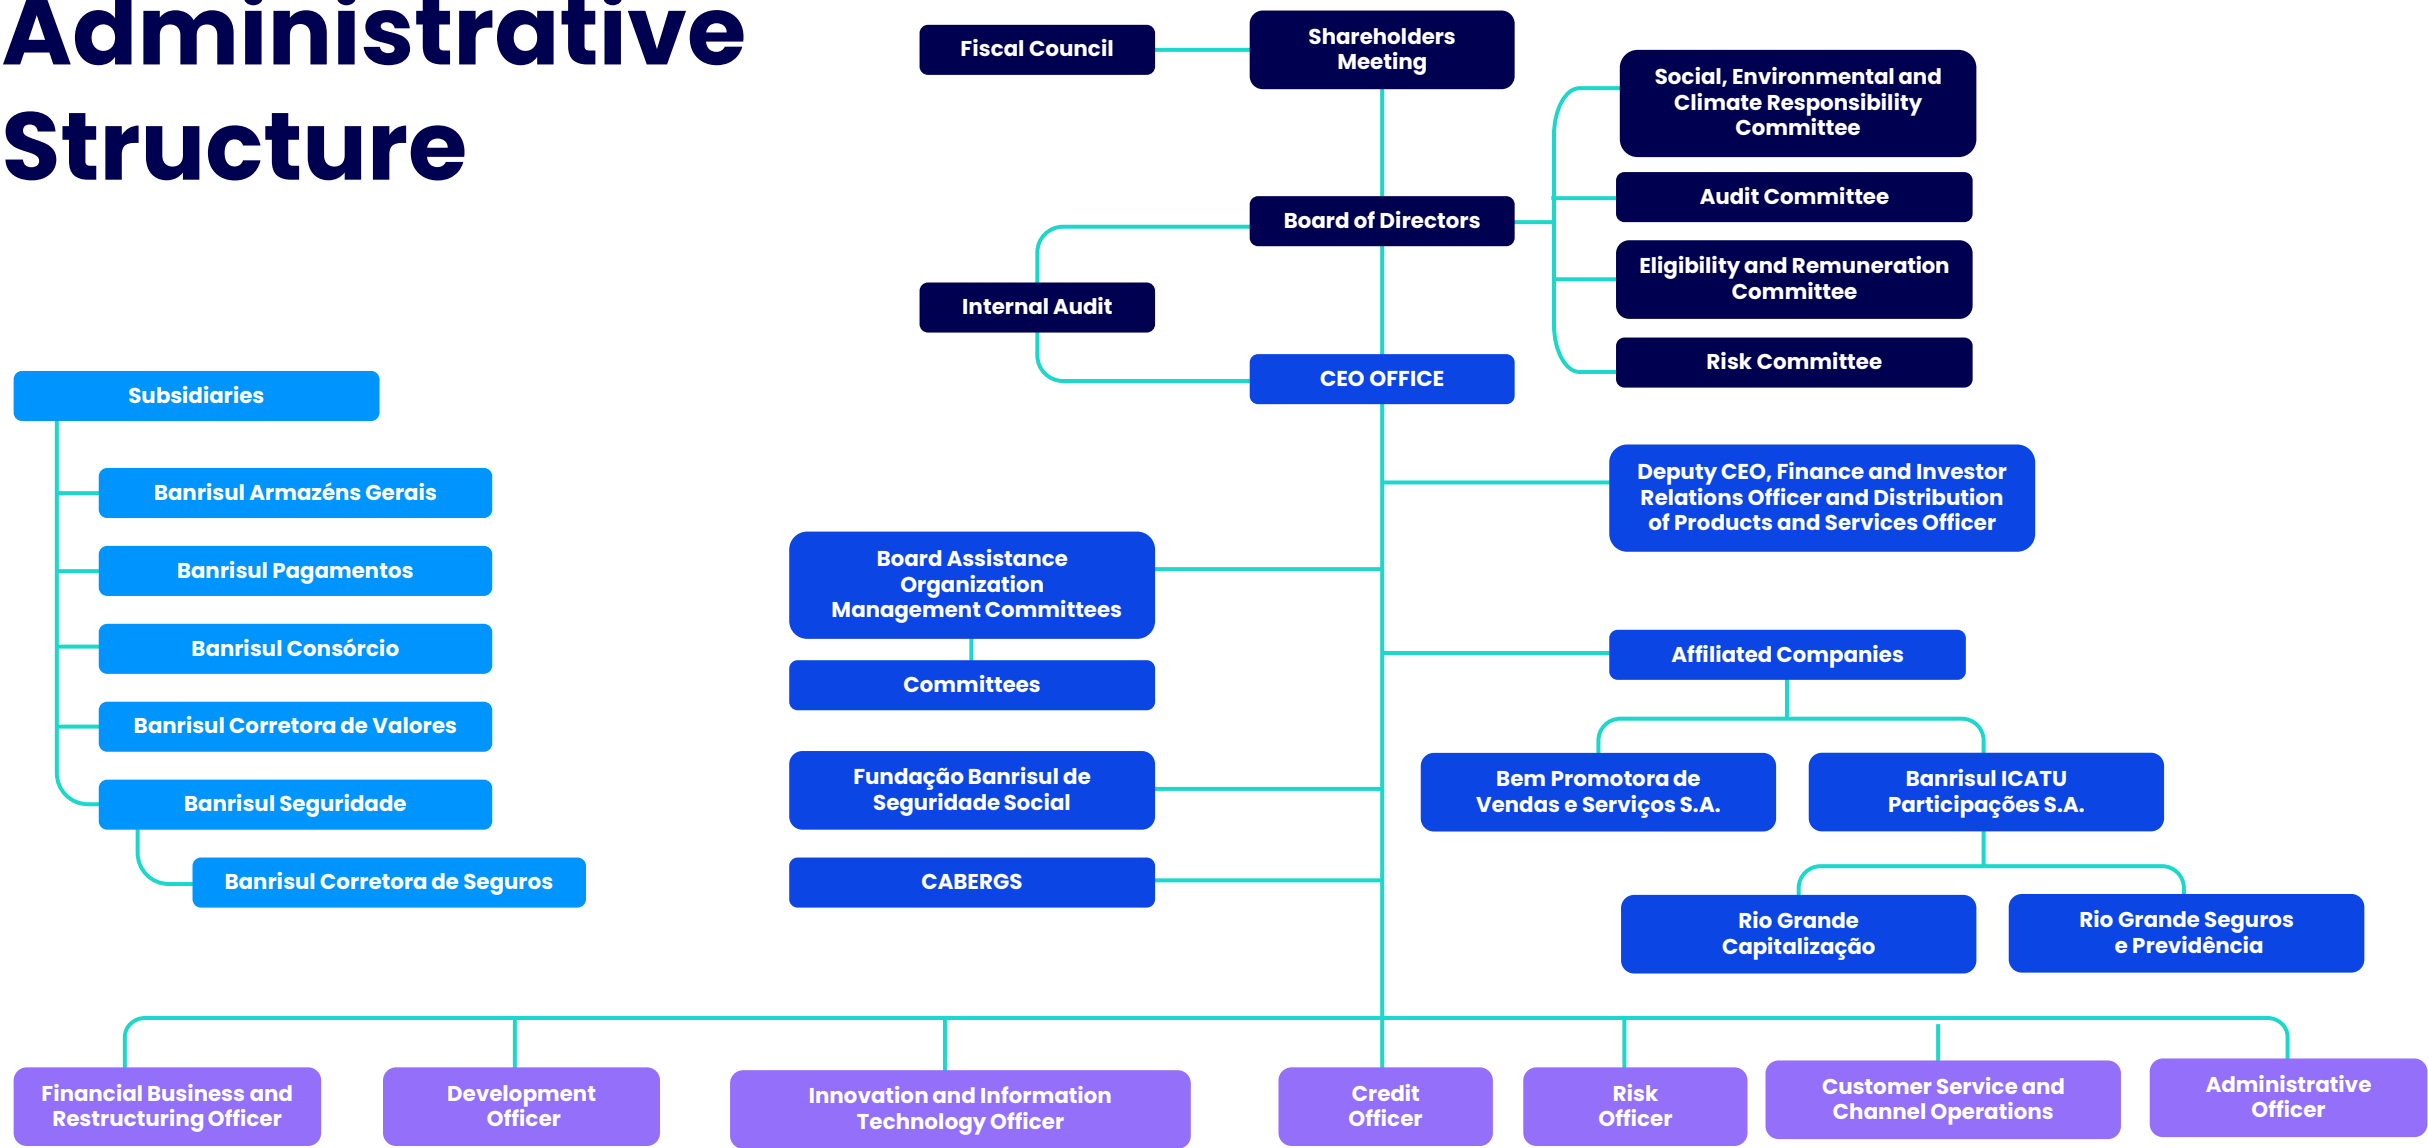 Administrative
Structure
Fiscal Council
Shareholders
Meeting
Social, Environmental and
Climate Responsibility
Committee
Audit Committee
Board of Directors
Eligibility and Remuneration
Committee
Internal Audit
Risk Committee
CEO OFFICE
Subsidiaries
Banrisul Armazéns Gerais
Banrisul Pagamentos
Banrisul Consórcio
Banrisul Corretora de Valores
Banrisul Seguridade
Banrisul Corretora de Seguros
Deputy CEO, Finance and Investor
Relations Officer and Distribution
of Products and Services Officer
Board Assistance
Organization
Management Committees
Committees
Affiliated Companies
Fundação Banrisul de
Seguridade Social
CABERGS
Bem Promotora de
Vendas e Serviços S.A.
Banrisul ICATU
Participações S.A.
Rio Grande
Capitalização
Rio Grande Seguros
e Previdência
Financial Business and
Restructuring Officer
Development
Officer
Innovation and Information
Technology Officer
Credit
Officer
Risk
Officer
Customer Service and
Channel Operations
Administrative
Officer